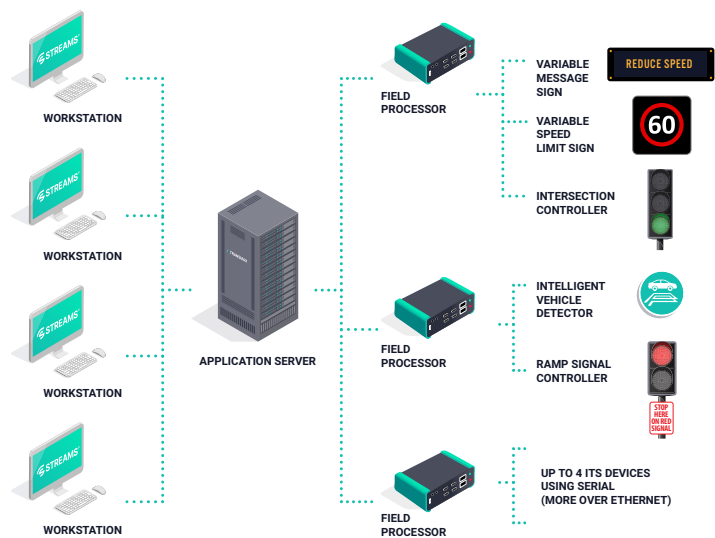 STREAMS
WORKSTATION
STREAMS
WORKSTATION
STREAMS
WORKSTATION
STREAMS
WORKSTATION
TRANSMAX
APPLICATION SERVER
FIELD
PROCESSOR
VARIABLE
MESSAGE
SIGN
REDUCE SPEED
VARIABLE
SPEED
LIMIT SIGN
60
INTERSECTION
CONTROLLER
FIELD
PROCESSOR
INTELLIGENT
VEHICLE
DETECTOR
RAMP SIGNAL
CONTROLLER
STOP
HERE
ON RED
SIGNAL
FIELD
PROCESSOR
UP TO 4 ITS DEVICES
USING SERIAL
(MORE OVER ETHERNET)